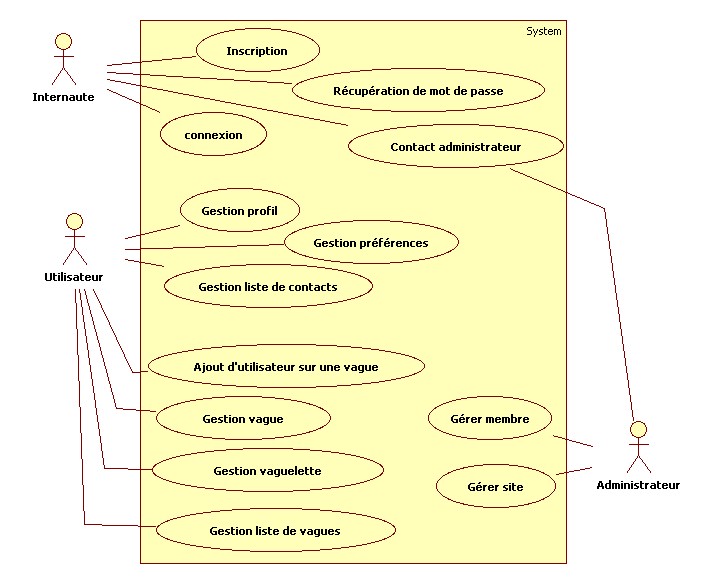 System
Inscription
Internaute
Récupération de mot de passe
connexion
Contact administrateur
Gestion profil
Gestion préférences
Utilisateur
Gestion liste de contacts
Ajout d'utilisateur sur une vague
Gestion vague
Gérer membre
Gestion vaguelette
Gérer site
Administrateur
Gestion liste de vagues